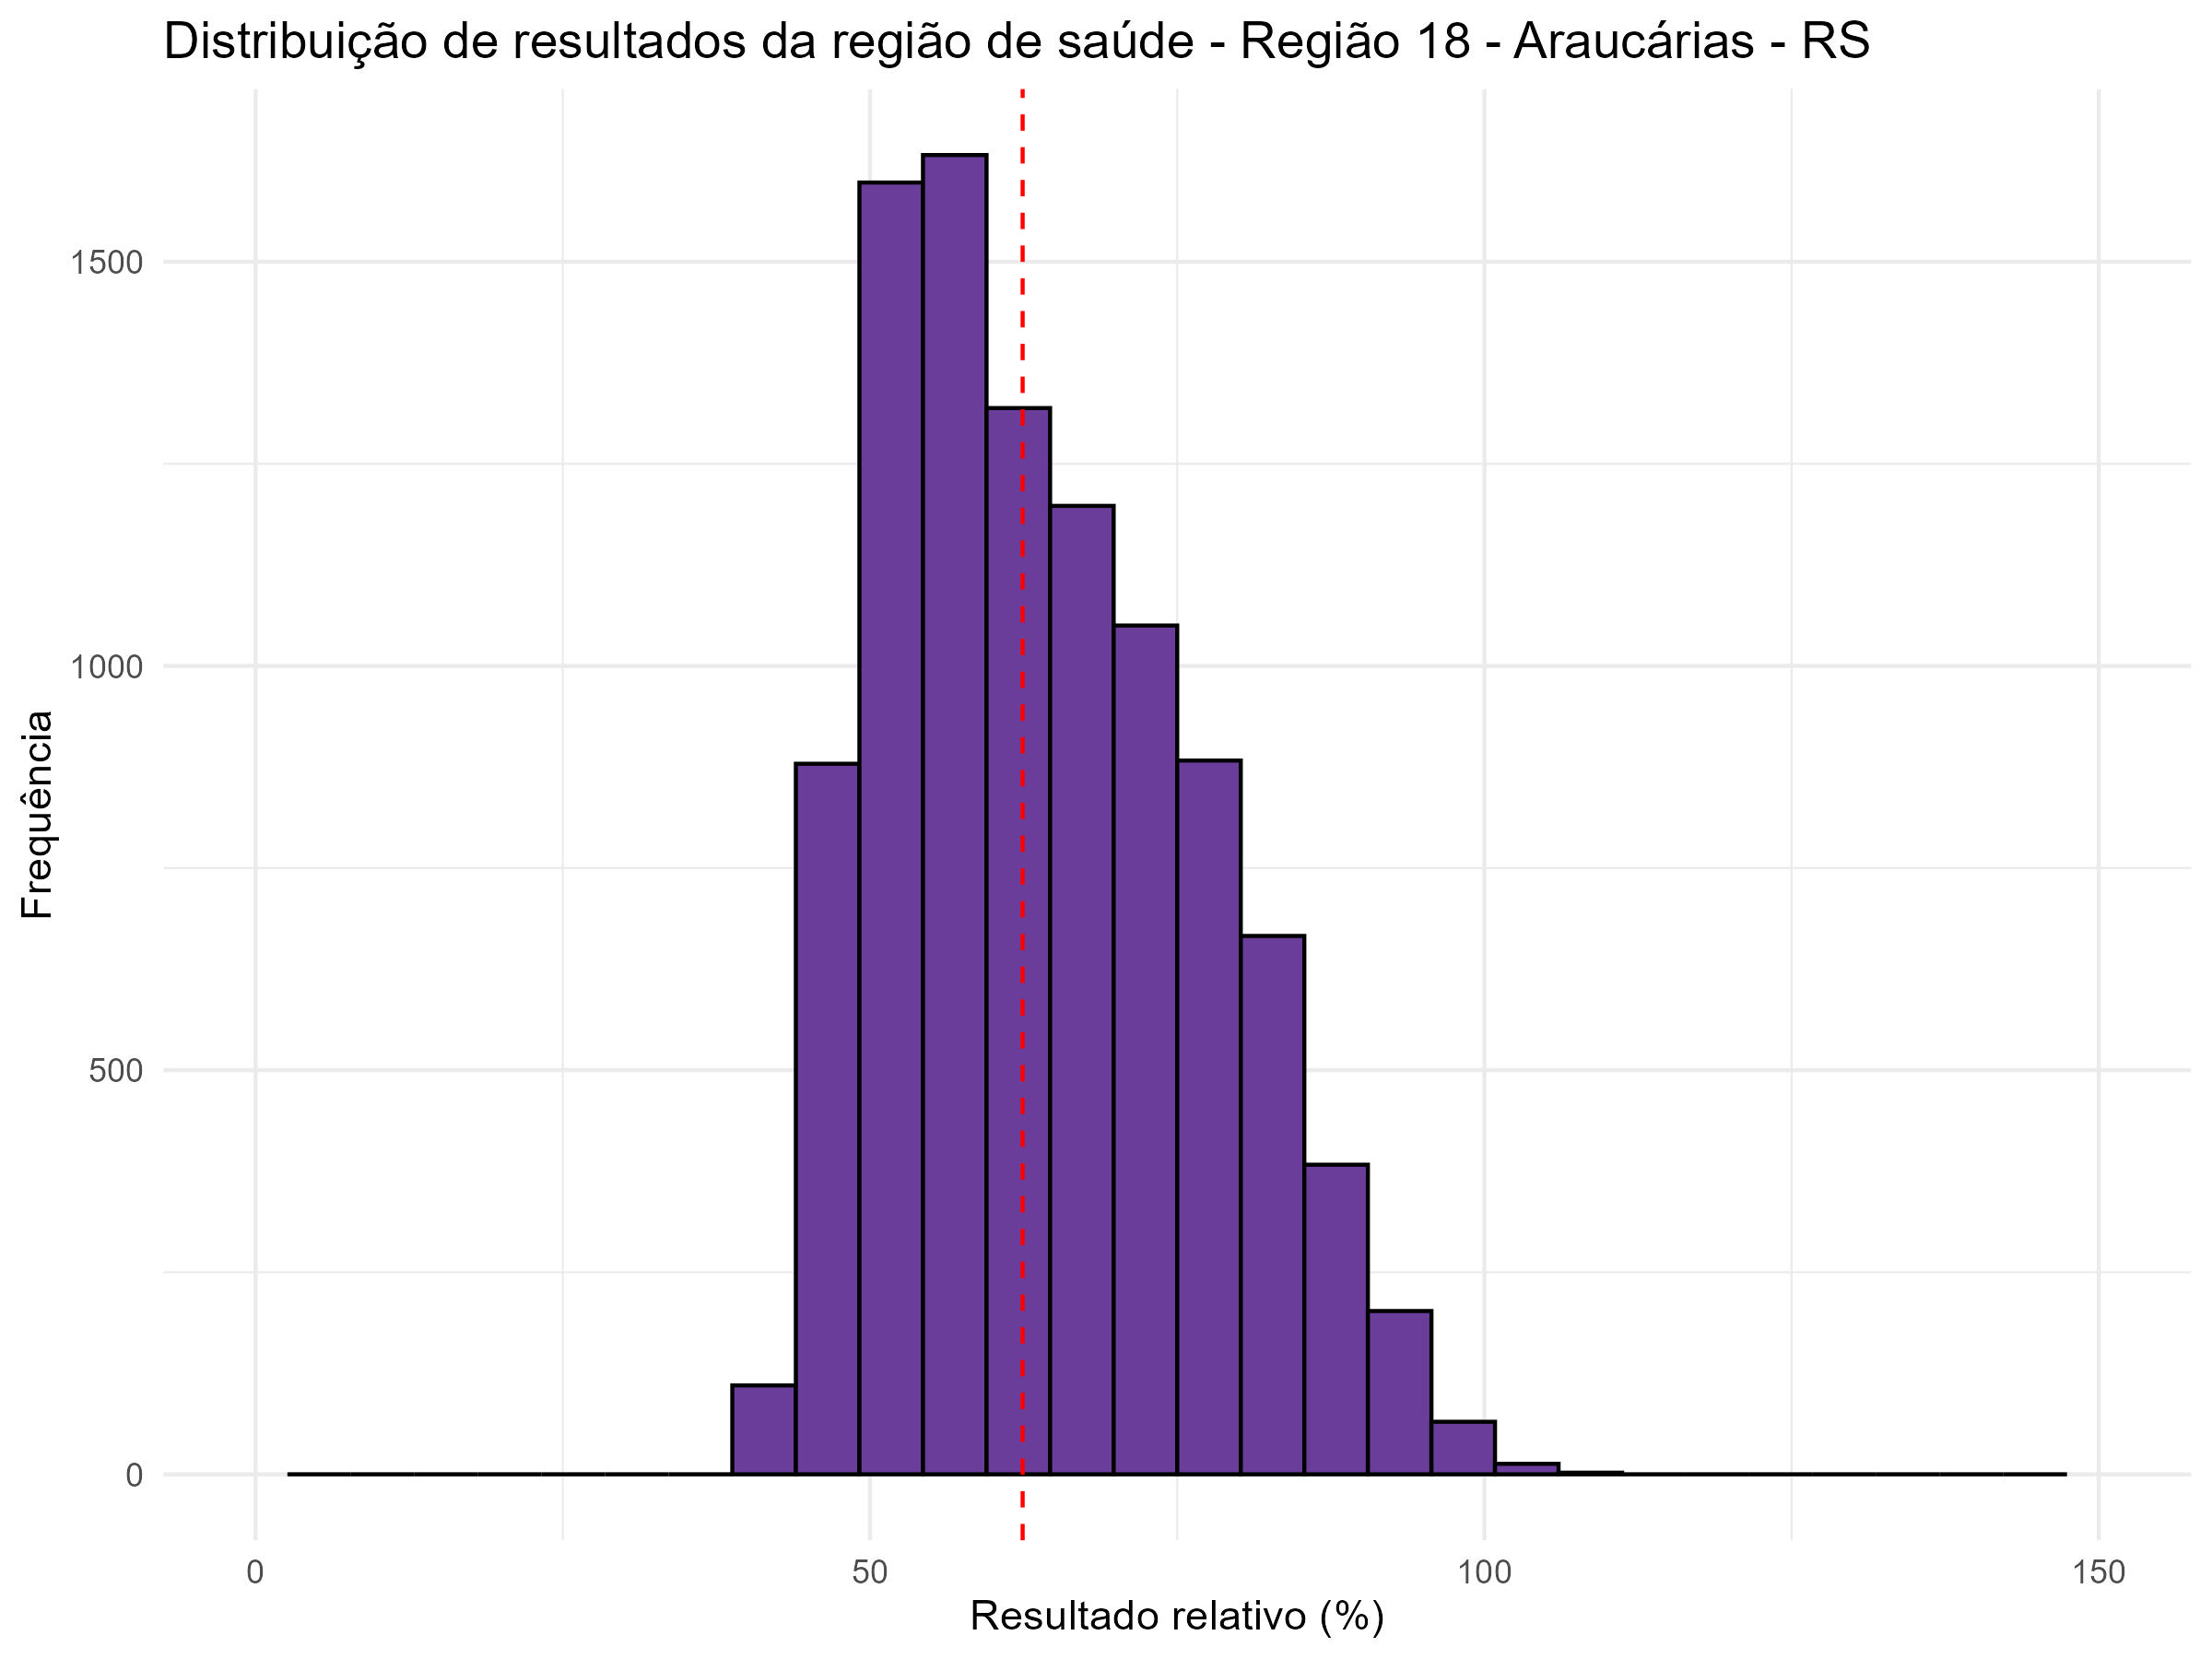 Distribuição de resultados da região de saúde - Região 18 - Araucárias - RS
1500
1000
500
0
Frequência
0
50
100
150
Resultado relativo (%)